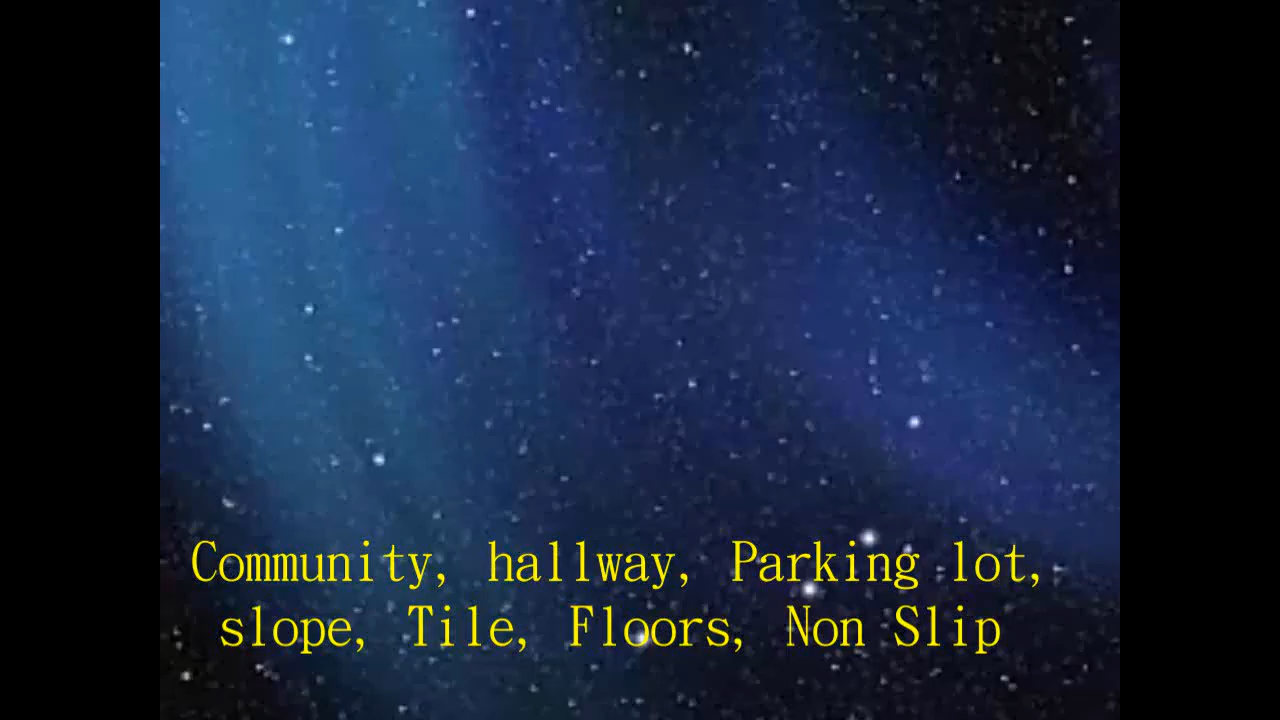 Community, hallway, Parking lot,
slope, Tile, Floors, Non Slip